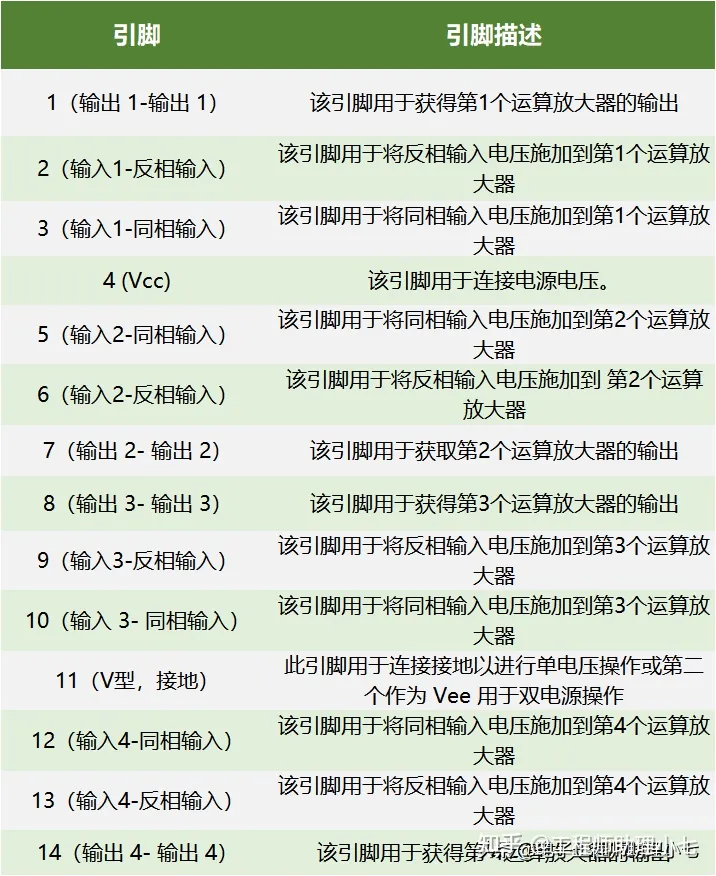 引脚
引脚描述
1（输出 1-输出 1）
该引脚用于获得第1个运算放大器的输出
2（输入1-反相输入）
该引脚用于将反相输入电压施加到第1个运算放
大器
3（输入1-同相输入）
该引脚用于将同相输入电压施加到第1个运算放
大器
4 (Vcc)
该引脚用于连接电源电压。
5（输入2-同相输入）
该引脚用于将同相输入电压施加到第2个运算放
大器
6（输入2-反相输入）
该引脚用于将反相输入电压施加到 第2个运算
放大器
7（输出 2- 输出 2）
该引脚用于获取第2个运算放大器的输出
8（输出 3- 输出 3）
该引脚用于获得第3个运算放大器的输出
9（输入3-反相输入）
该引脚用于将反相输入电压施加到第3个运算放
大器
10（输入 3- 同相输入）
该引脚用于将同相输入电压施加到第3个运算放
大器
11（V型，接地）
此引脚用于连接接地以进行单电压操作或第二
个作为 Vee 用于双电源操作
12（输入4-同相输入）
该引脚用于将同相输入电压施加到第4个运算放
大器
13（输入4-反相输入）
该引脚用于将反相输入电压施加到第4个运算放
大器
14（输出 4- 输出 4）
该引脚用于获得第4运算放大器的输出
知乎 @工程师助理小七